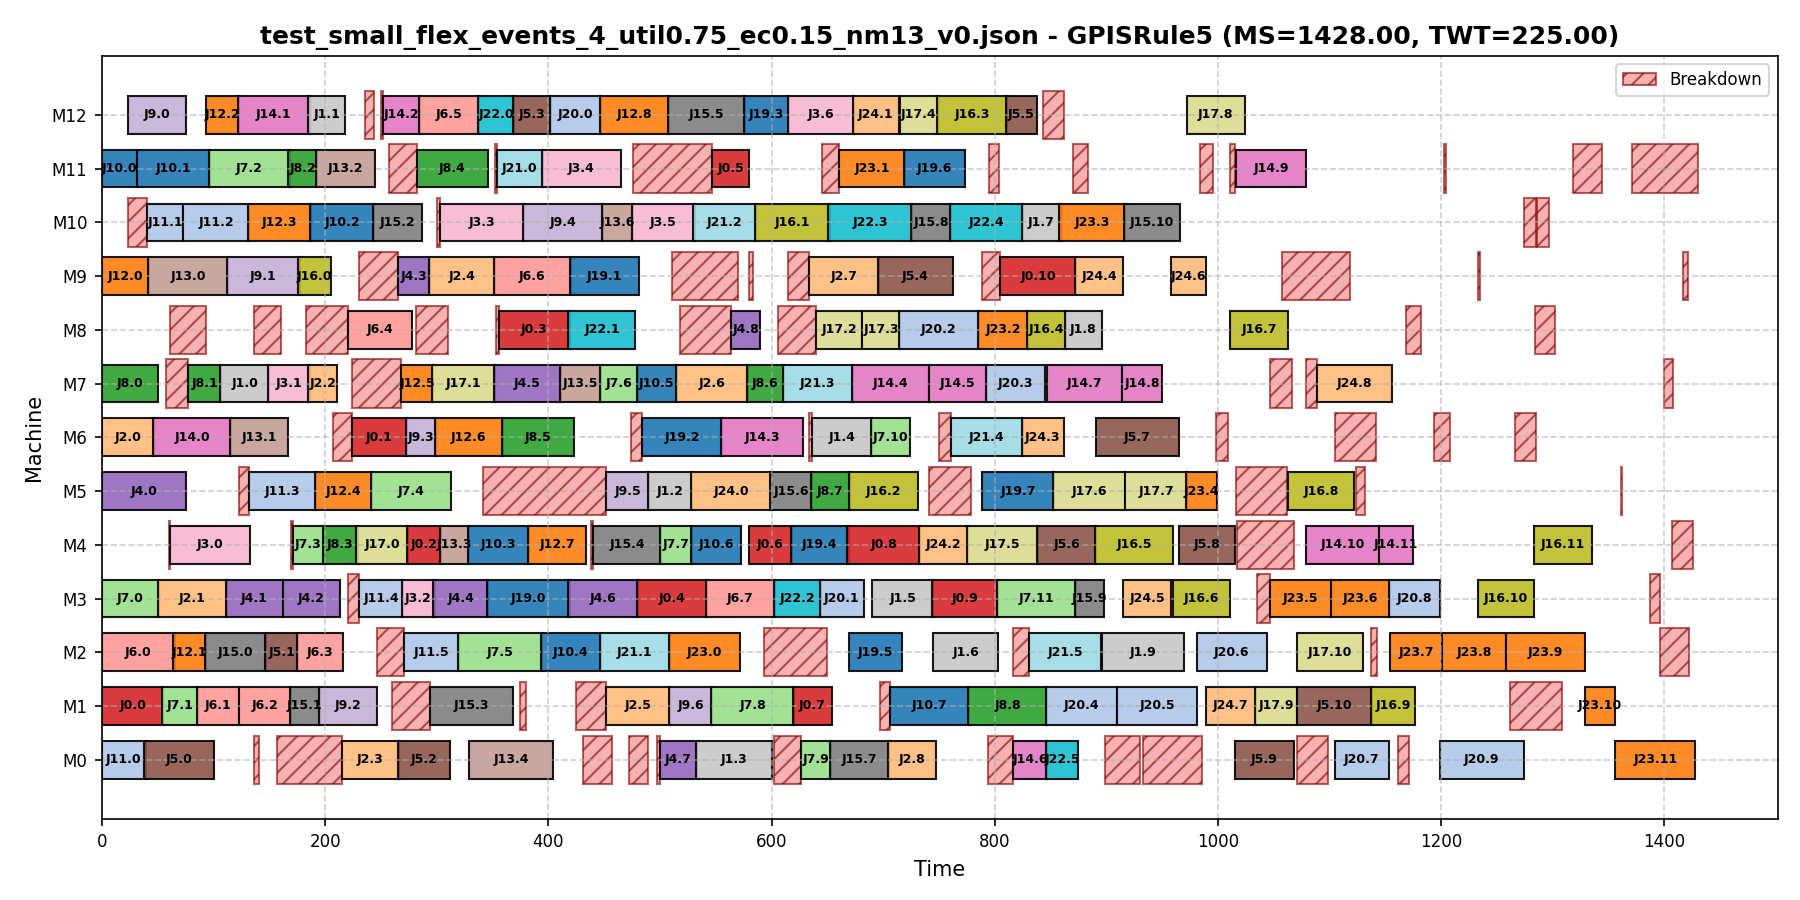 test_small_flex_events_4_util0.75_ec0.15_nm13_v0.json - GPISRule5 (MS=1428.00, TWT=225.00)
Breakdown
M12 J9.0 J12.2 J14.1 J1.1 J14.2 J6.5 J22.0 J5.3 J20.0 J12.8 J15.5 J19.3 J3.6 J24.1 J17.4 J16.3 J5.5 J17.8
M11 J10.0 J10.1 J7.2 J8.2 J13.2 J8.4 J21.0 J3.4 J0.5 J23.1 J19.6 J14.9
M10 J11.1 J11.2 J12.3 J10.2 J15.2 J3.3 J9.4 J13.6 J3.5 J21.2 J16.1 J22.3 J15.8 J22.4 J1.7 J23.3 J15.10
M9 J12.0 J13.0 J9.1 J16.0 J4.3 J2.4 J6.6 J19.1 J2.7 J5.4 J0.10 J24.4 J24.6
M8 J6.4 J0.3 J22.1 J4.8 J17.2 J17.3 J20.2 J23.2 J16.4 J1.8 J16.7
M7 J8.0 J8.1 J1.0 J3.1 J2.2 J12.5 J17.1 J4.5 J13.5 J7.6 J10.5 J2.6 J8.6 J21.3 J14.4 J14.5 J20.3 J14.7 J14.8 J24.8
M6 J2.0 J14.0 J13.1 J0.1 J9.3 J12.6 J8.5 J19.2 J14.3 J1.4 J7.10 J21.4 J24.3 J5.7
M5 J4.0 J11.3 J12.4 J7.4 J9.5 J1.2 J24.0 J15.6 J8.7 J16.2 J19.7 J17.6 J17.7 J23.4 J16.8
M4 J3.0 J7.3 J8.3 J17.0 J0.2 J13.3 J10.3 J12.7 J15.4 J7.7 J10.6 J0.6 J19.4 J0.8 J24.2 J17.5 J5.6 J16.5 J5.8 J14.10 J14.11 J16.11
M3 J7.0 J2.1 J4.1 J4.2 J11.4 J3.2 J4.4 J19.0 J4.6 J0.4 J6.7 J22.2 J20.1 J1.5 J0.9 J7.11 J15.9 J24.5 J16.6 J23.5 J23.6 J20.8 J16.10
M2 J6.0 J12.1 J15.0 J5.1 J6.3 J11.5 J7.5 J10.4 J21.1 J23.0 J19.5 J1.6 J21.5 J1.9 J20.6 J17.10 J23.7 J23.8 J23.9
M1 J0.0 J7.1 J6.1 J6.2 J15.1 J9.2 J15.3 J2.5 J9.6 J7.8 J0.7 J10.7 J8.8 J20.4 J20.5 J24.7 J17.9 J5.10 J16.9 J23.10
M0 J11.0 J5.0 J2.3 J5.2 J13.4 J4.7 J1.3 J7.9 J15.7 J2.8 J14.6 J22.5 J5.9 J20.7 J20.9 J23.11
0 200 400 600 800 1000 1200 1400
Time
Machine